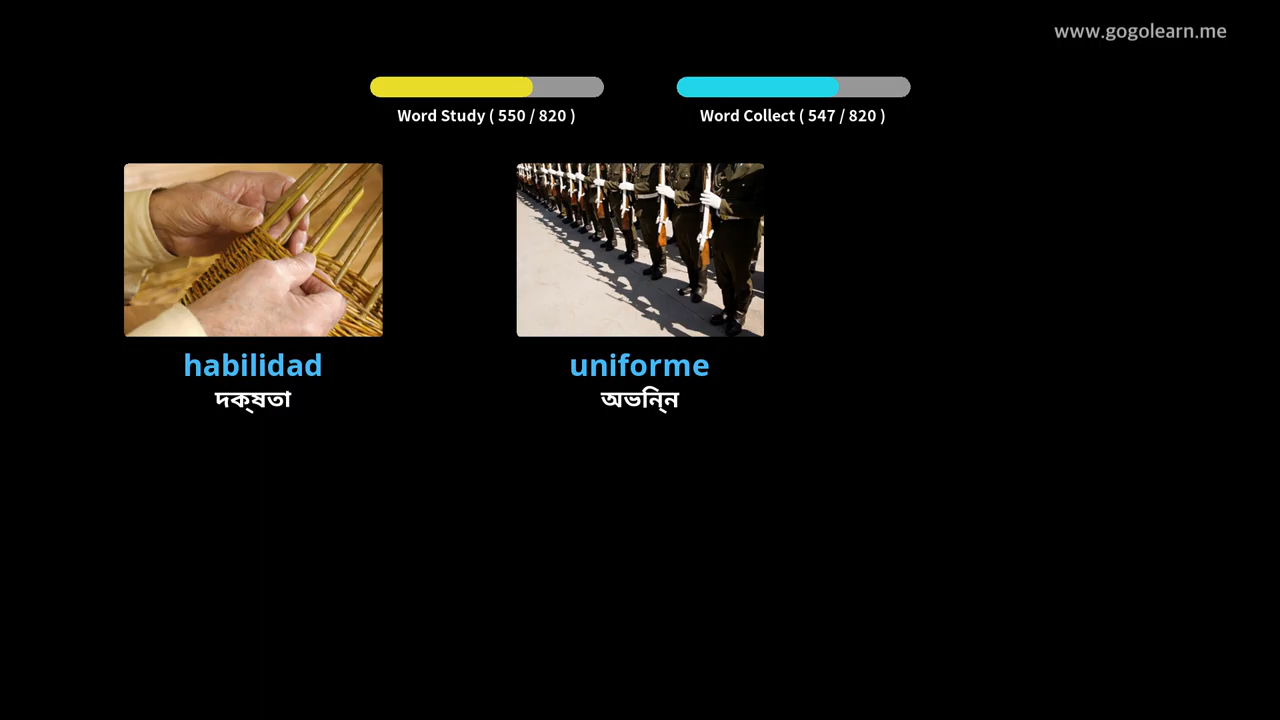 www.gogolearn.me
Word Study ( 550 / 820 )
Word Collect ( 547 / 820 )
habilidad
দক্ষতা
uniforme
অভিন্ন